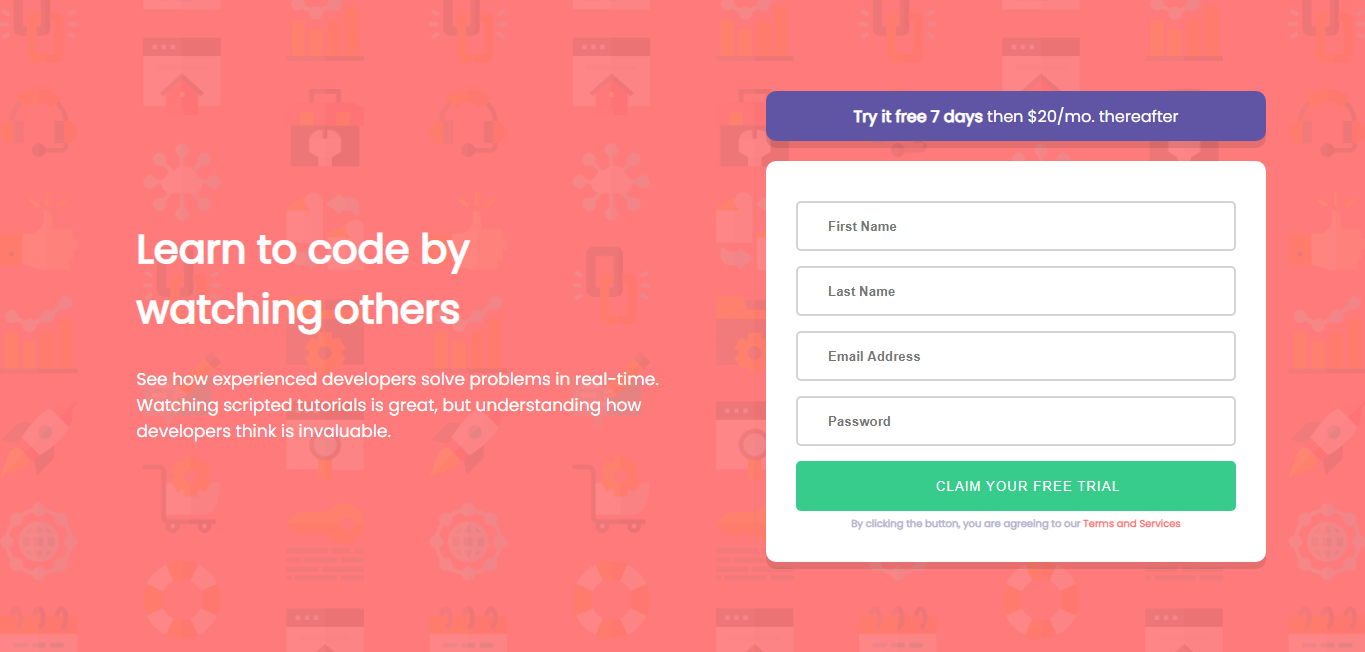 Learn to code by
watching others
See how experienced developers solve problems in real-time.
Watching scripted tutorials is great, but understanding how
developers think is invaluable.
Try it free 7 days then $20/mo. thereafter
First Name
Last Name
Email Address
Password
CLAIM YOUR FREE TRIAL
By clicking the button, you are agreeing to our Terms and Services